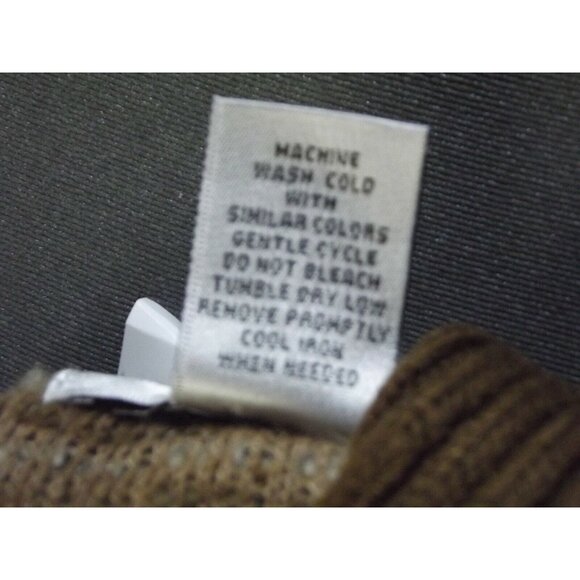 MACHINE
WASH COLD
WITH
SIMILAR COLORS
GENTLE CYCLE
DO NOT BLEACH
TUMBLE DRY LOW
REMOVE PROMPTLY
COOL IRON
WHEN NEEDED